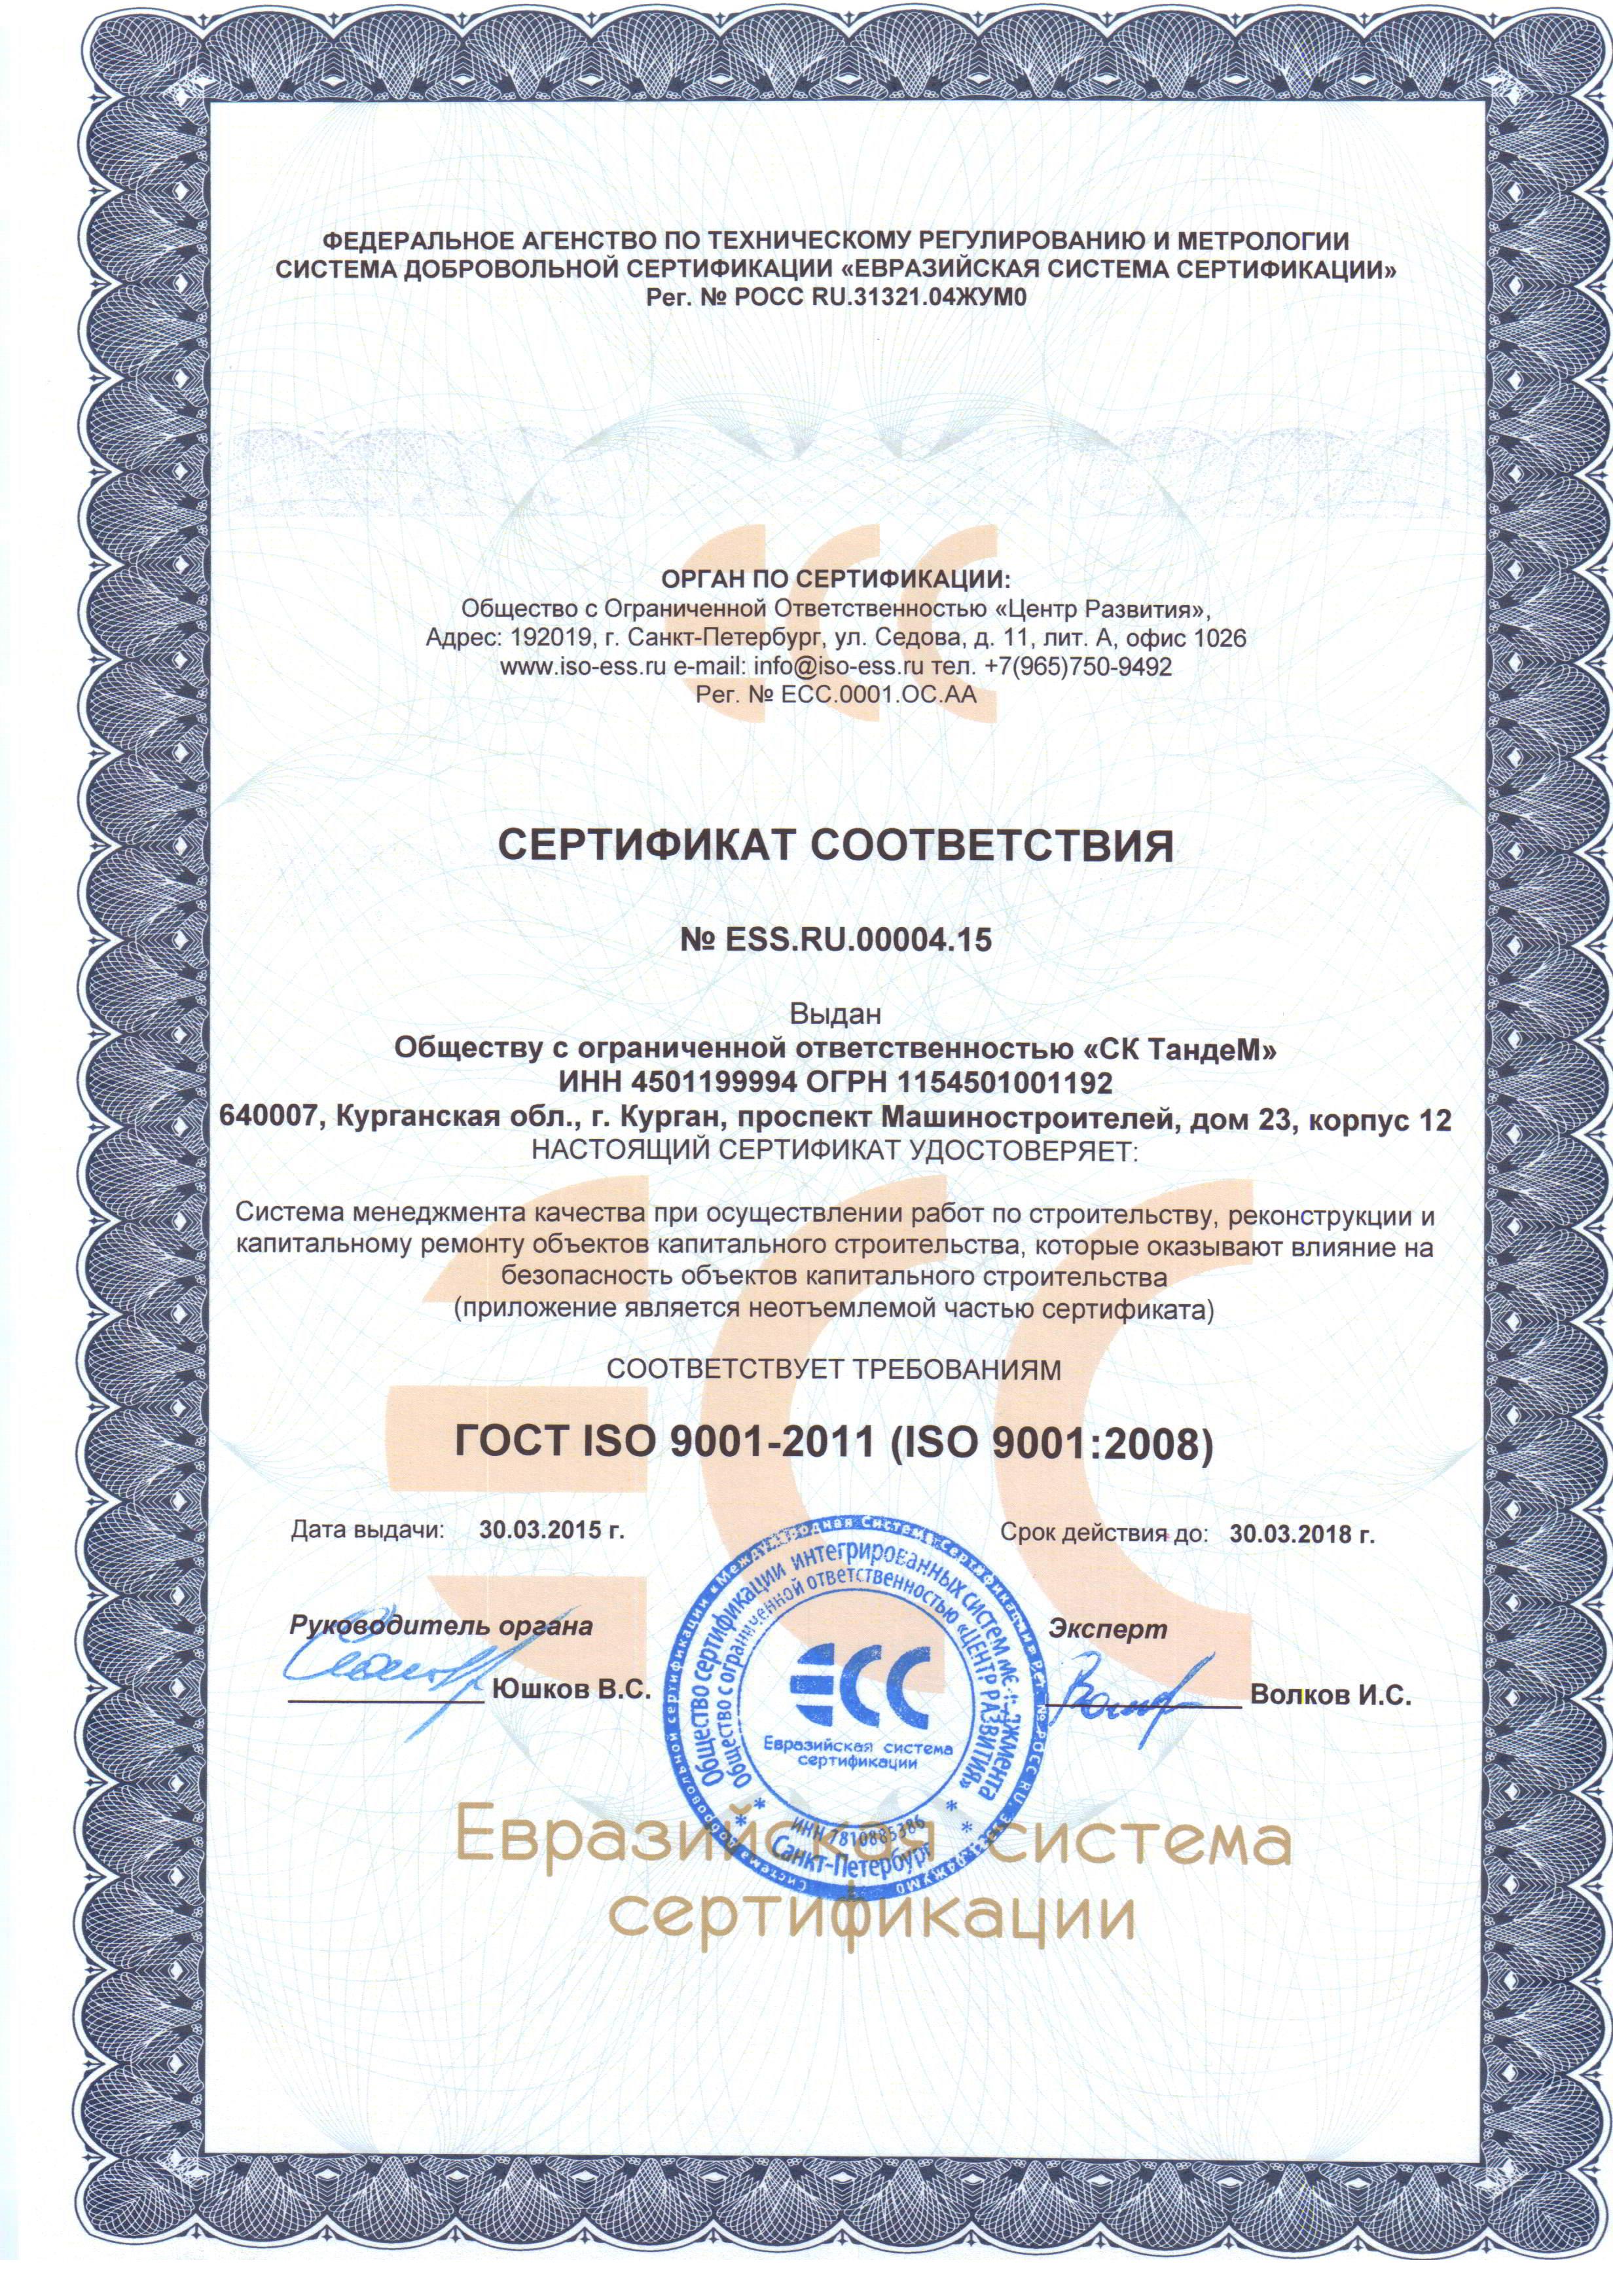 ФЕДЕРАЛЬНОЕ АГЕНСТВО ПО ТЕХНИЧЕСКОМУ РЕГУЛИРОВАНИЮ И МЕТРОЛОГИИ
СИСТЕМА ДОБРОВОЛЬНОЙ СЕРТИФИКАЦИИ «ЕВРАЗИЙСКАЯ СИСТЕМА СЕРТИФИКАЦИИ»
Рег. № РОСС RU.31321.04ЖУМ0
ЕСС
ОРГАН ПО СЕРТИФИКАЦИИ:
Общество с Ограниченной Ответственностью «Центр Развития»,
Адрес: 192019, г. Санкт-Петербург, ул. Седова, д. 11, лит. А, офис 1026
www.iso-ess.ru e-mail: info@iso-ess.ru тел. +7(965)750-9492
Рег. № ЕСС.0001.ОС.АА
СЕРТИФИКАТ СООТВЕТСТВИЯ
№ ESS.RU.00004.15
Выдан
Обществу с ограниченной ответственностью «СК ТандеМ»
ИНН 4501199994 ОГРН 1154501001192
640007, Курганская обл., г. Курган, проспект Машиностроителей, дом 23, корпус 12
НАСТОЯЩИЙ СЕРТИФИКАТ УДОСТОВЕРЯЕТ:
Система менеджмента качества при осуществлении работ по строительству, реконструкции и
капитальному ремонту объектов капитального строительства, которые оказывают влияние на
безопасность объектов капитального строительства
(приложение является неотъемлемой частью сертификата)
ЕСС
СООТВЕТСТВУЕТ ТРЕБОВАНИЯМ
ГОСТ ISO 9001-2011 (ISO 9001:2008)
Дата выдачи: 30.03.2015 г.
Срок действия до: 30.03.2018 г.
Руководитель органа
Юшков В.С.
Эксперт
Волков И.С.
Система добровольной сертификации «Международная Система Сертификации» Рег. № РОСС RU.
Общество сертификации интегрированных систем менеджмента
Общество с ограниченной ответственностью «ЦЕНТР РАЗВИТИЯ»
ЕСС
Евразийская система
сертификации
* ИНН 7810885386 *
* Санкт-Петербург *
Евразийская система
сертификации